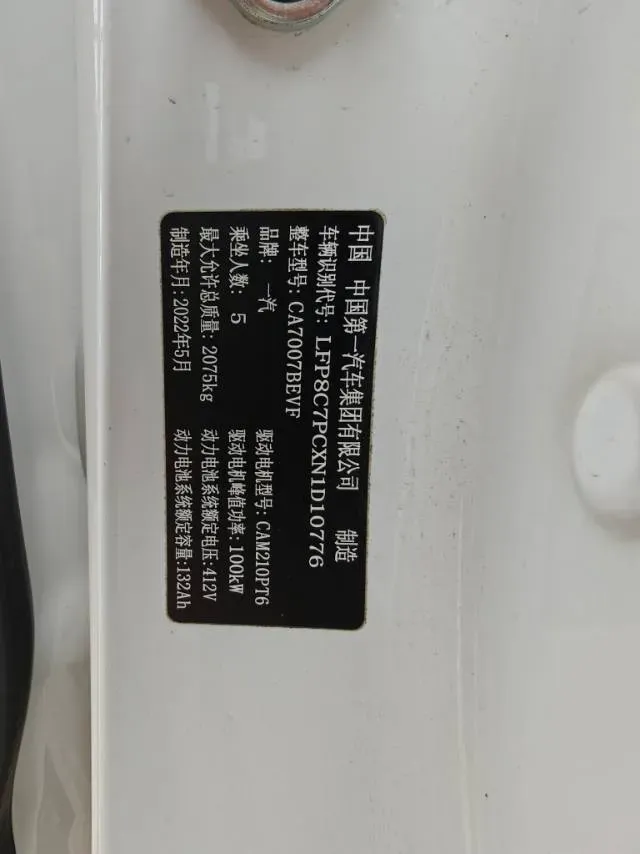 中国 中国第一汽车集团有限公司 制造
车辆识别代号: LFP8C7PCXN1D10776
整车型号: CA7007BEVF
品牌: 一汽 驱动电机型号: CAM210PT6
乘坐人数: 5 驱动电机峰值功率: 100kW
最大允许总质量: 2075kg 动力电池系统额定电压: 412V
制造年月: 2022年5月 动力电池系统额定容量: 132Ah